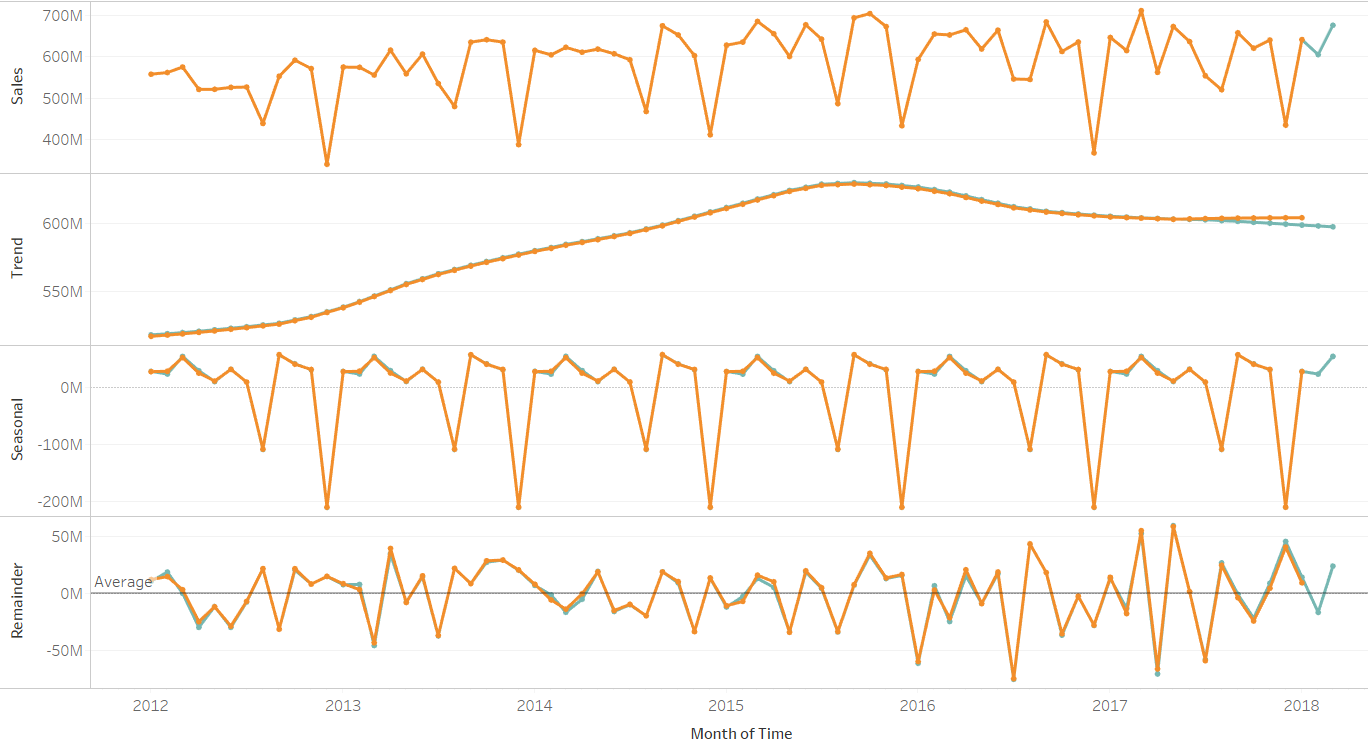 700M
600M
500M
400M
Sales
600M
550M
Trend
0M
-100M
-200M
Seasonal
50M
Average
0M
-50M
Remainder
2012 2013 2014 2015 2016 2017 2018
Month of Time